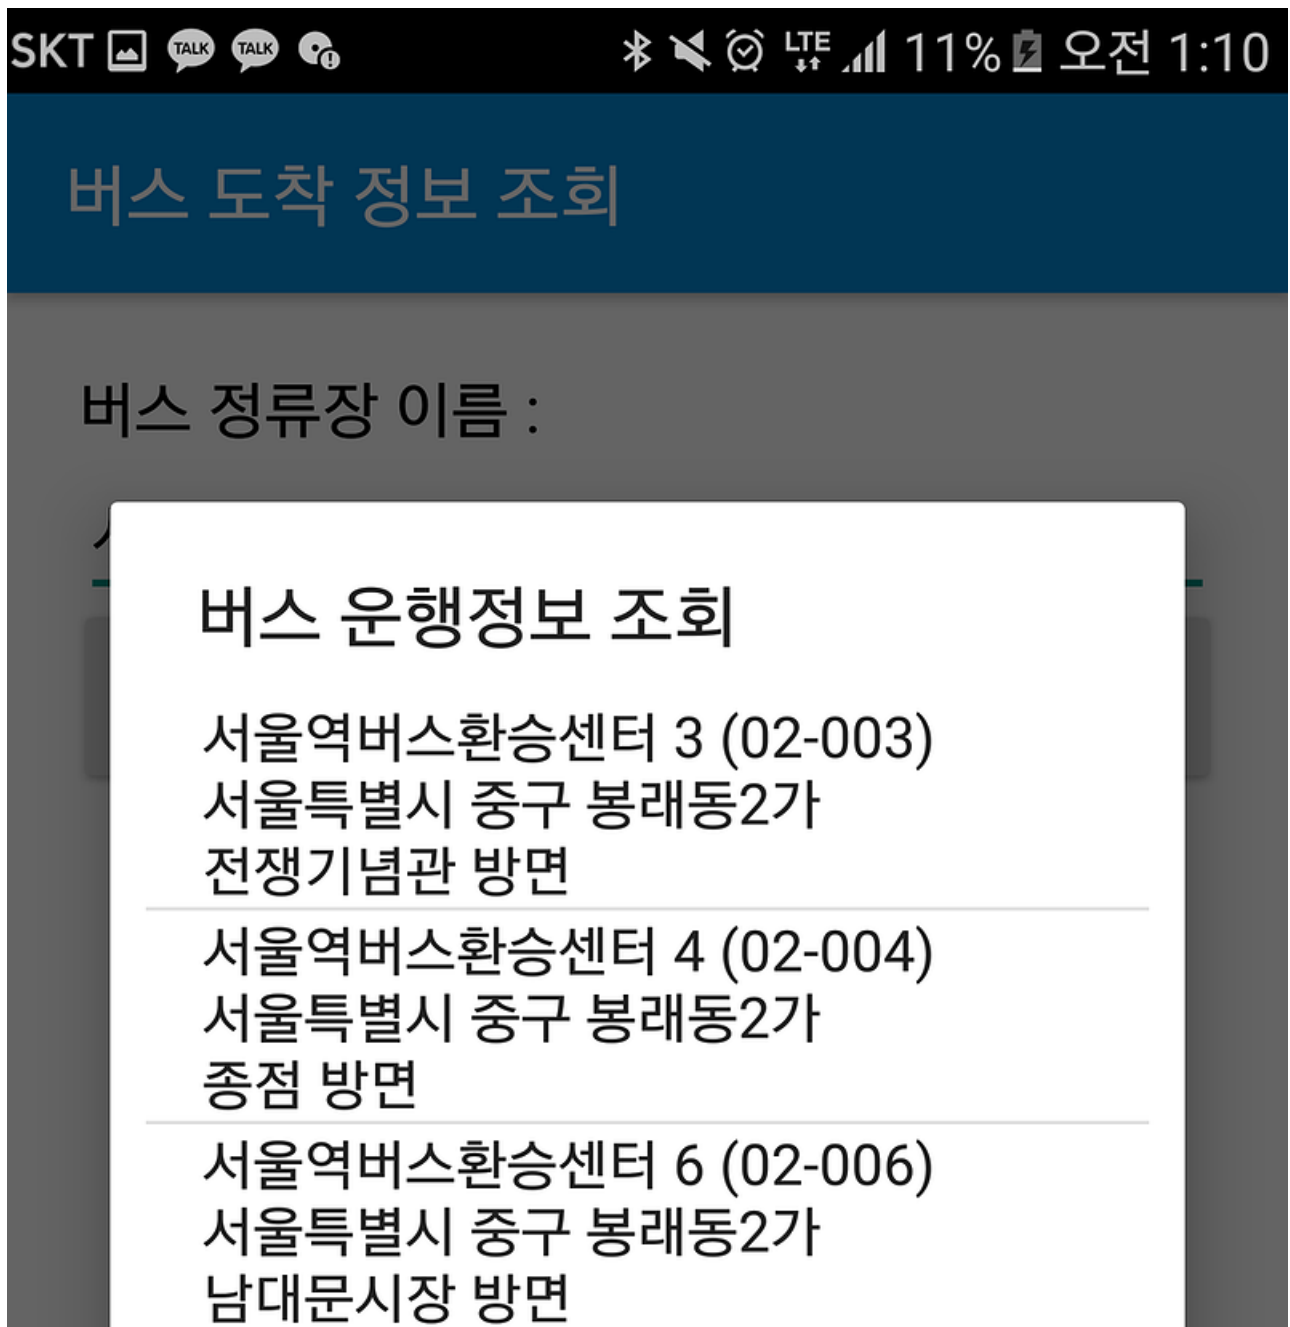 SKT TALK TALK LTE 11% 오전 1:10
버스 도착 정보 조회
버스 정류장 이름 :
버스 운행정보 조회
서울역버스환승센터 3 (02-003)
서울특별시 중구 봉래동2가
전쟁기념관 방면
서울역버스환승센터 4 (02-004)
서울특별시 중구 봉래동2가
종점 방면
서울역버스환승센터 6 (02-006)
서울특별시 중구 봉래동2가
남대문시장 방면